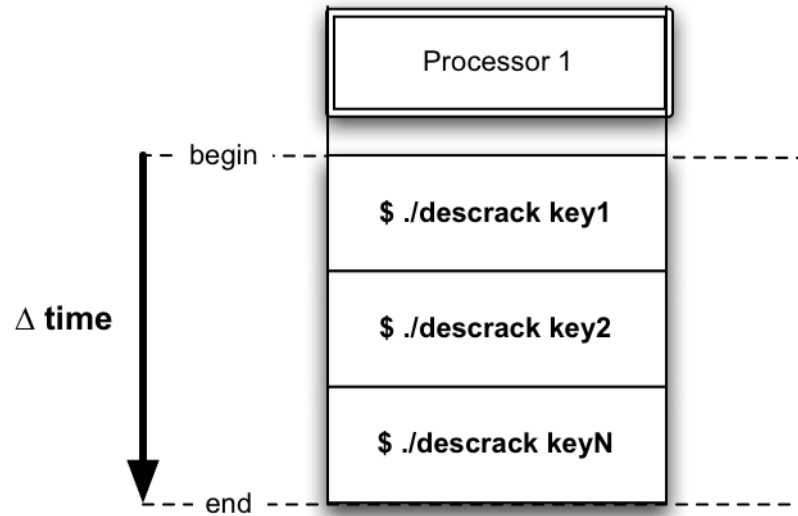 Processor 1
begin
$ ./descrack key1
Δ time
$ ./descrack key2
$ ./descrack keyN
end